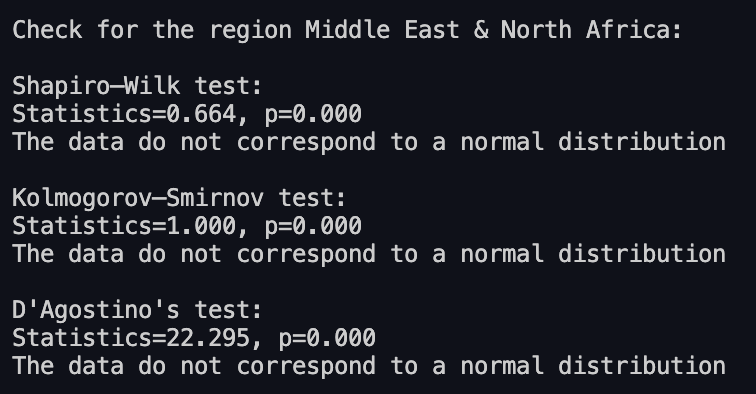 Check for the region Middle East & North Africa:
Shapiro–Wilk test:
Statistics=0.664, p=0.000
The data do not correspond to a normal distribution
Kolmogorov–Smirnov test:
Statistics=1.000, p=0.000
The data do not correspond to a normal distribution
D'Agostino's test:
Statistics=22.295, p=0.000
The data do not correspond to a normal distribution